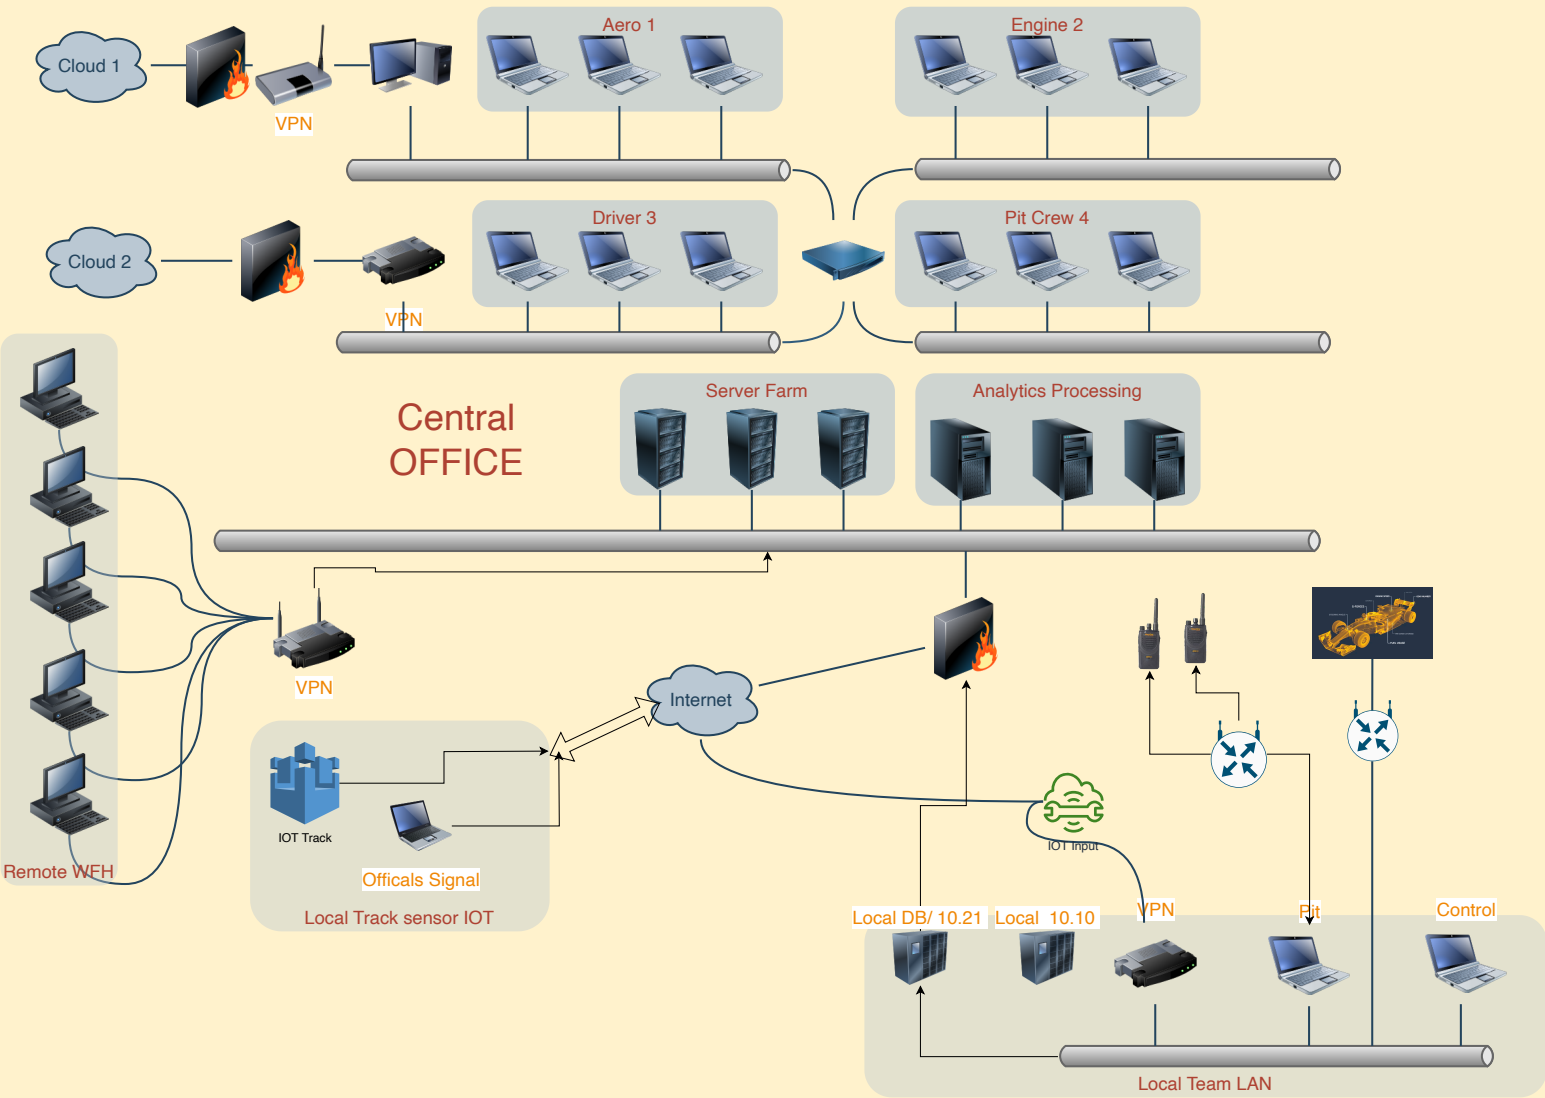 Aero 1
Engine 2
Cloud 1
VPN
Driver 3
Pit Crew 4
Cloud 2
VPN
Server Farm
Analytics Processing
Central
OFFICE
VPN
Internet
IOT Track
IOT Input
Remote WFH
Officals Signal
Local Track sensor IOT
Local DB/ 10.21
Local 10.10
VPN
Pit
Control
Local Team LAN